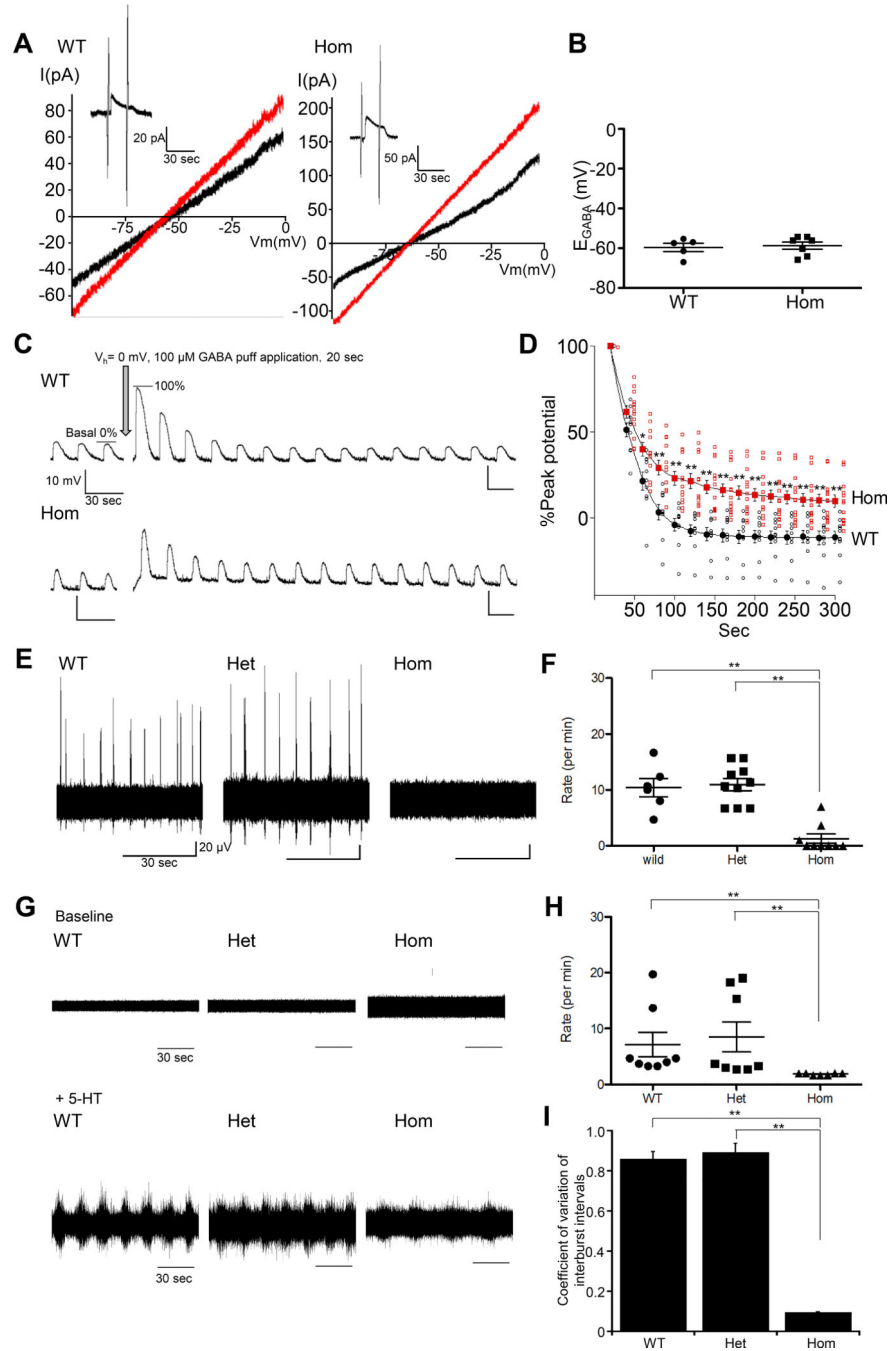 A
WT
I(pA)
80
60
40
20
0
-20
-40
-60
-75
-50
-25
0
Vm(mV)
20 pA
30 sec
Hom
I(pA)
200
150
100
50
0
-50
-100
-75
-50
-25
0
Vm(mV)
50 pA
30 sec
B
0
-20
-40
-60
-80
E_GABA (mV)
WT
Hom
C
Vh= 0 mV, 100 µM GABA puff application, 20 sec
WT
100%
Basal 0%
10 mV
30 sec
Hom
D
100
50
0
%Peak potential
* ** ** ** ** ** ** ** ** ** ** ** **
Hom
WT
50 100 150 200 250 300
Sec
E
WT
Het
Hom
30 sec
20 µV
F
**
**
30
20
10
0
Rate (per min)
wild
Het
Hom
G
Baseline
WT
Het
Hom
30 sec
+ 5-HT
WT
Het
Hom
30 sec
H
**
**
30
20
10
0
Rate (per min)
WT
Het
Hom
I
**
**
1.0
0.8
0.6
0.4
0.2
0
Coefficient of variation of
interburst intervals
WT
Het
Hom